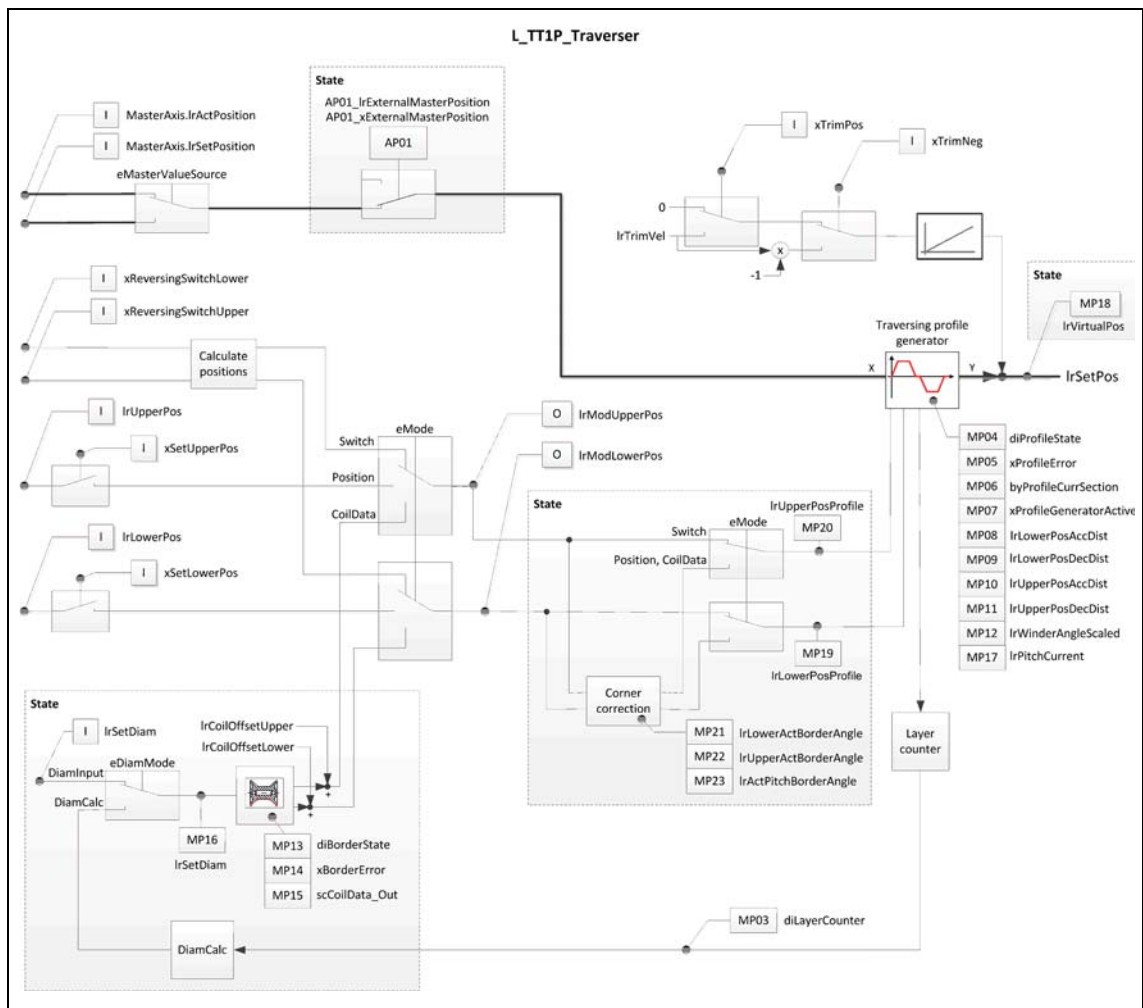 L_TT1P_Traverser
State
AP01_lrExternalMasterPosition
AP01_xExternalMasterPosition
AP01
I MasterAxis.lrActPosition
I MasterAxis.lrSetPosition
eMasterValueSource
I xTrimPos
I xTrimNeg
0
lrTrimVel
x
-1
State
MP18
lrVirtualPos
I xReversingSwitchLower
I xReversingSwitchUpper
Calculate
positions
Traversing profile
generator
X
Y
lrSetPos
I lrUpperPos
I xSetUpperPos
eMode
Switch
Position
CoilData
O lrModUpperPos
O lrModLowerPos
MP04 diProfileState
MP05 xProfileError
MP06 byProfileCurrSection
MP07 xProfileGeneratorActive
MP08 lrLowerPosAccDist
MP09 lrLowerPosDecDist
MP10 lrUpperPosAccDist
MP11 lrUpperPosDecDist
MP12 lrWinderAngleScaled
MP17 lrPitchCurrent
I lrLowerPos
I xSetLowerPos
State
lrUpperPosProfile
MP20
eMode
Switch
Position, CoilData
MP19
lrLowerPosProfile
Corner
correction
MP21 lrLowerActBorderAngle
MP22 lrUpperActBorderAngle
MP23 lrActPitchBorderAngle
Layer
counter
State
I lrSetDiam
DiamInput
eDiamMode
DiamCalc
lrCoilOffsetUpper
lrCoilOffsetLower
+
+
MP16
lrSetDiam
MP13 diBorderState
MP14 xBorderError
MP15 scCoilData_Out
MP03 diLayerCounter
DiamCalc